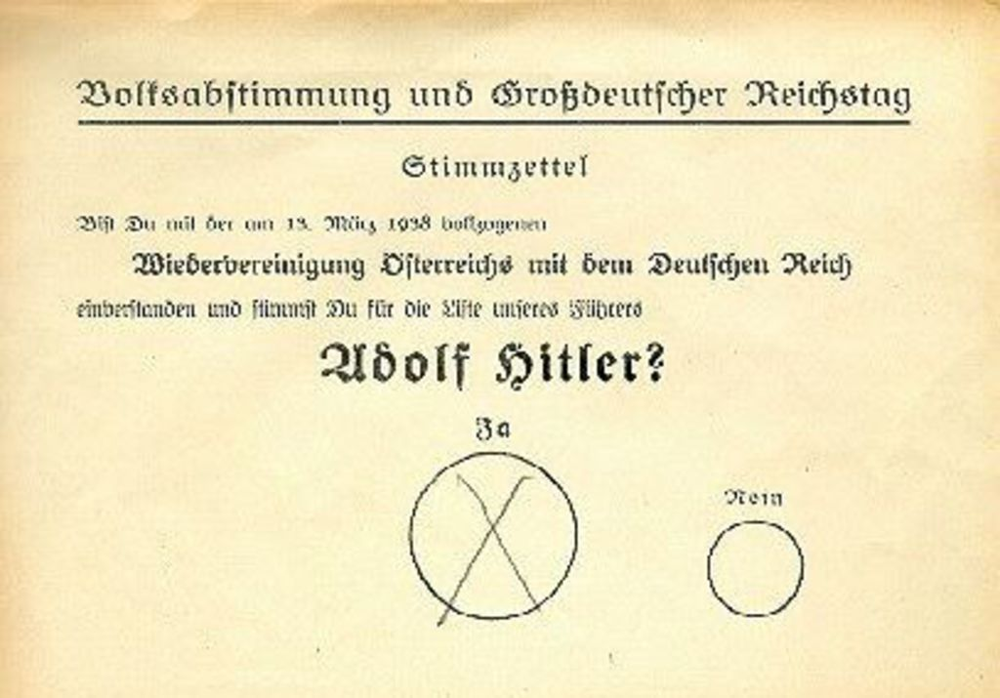 Volksabstimmung und Großdeutscher Reichstag
Stimmzettel
Bist Du mit der am 13. März 1938 vollzogenen
Wiedervereinigung Österreichs mit dem Deutschen Reich
einverstanden und stimmst Du für die Liste unseres Führers
Adolf Hitler?
Ja
Nein